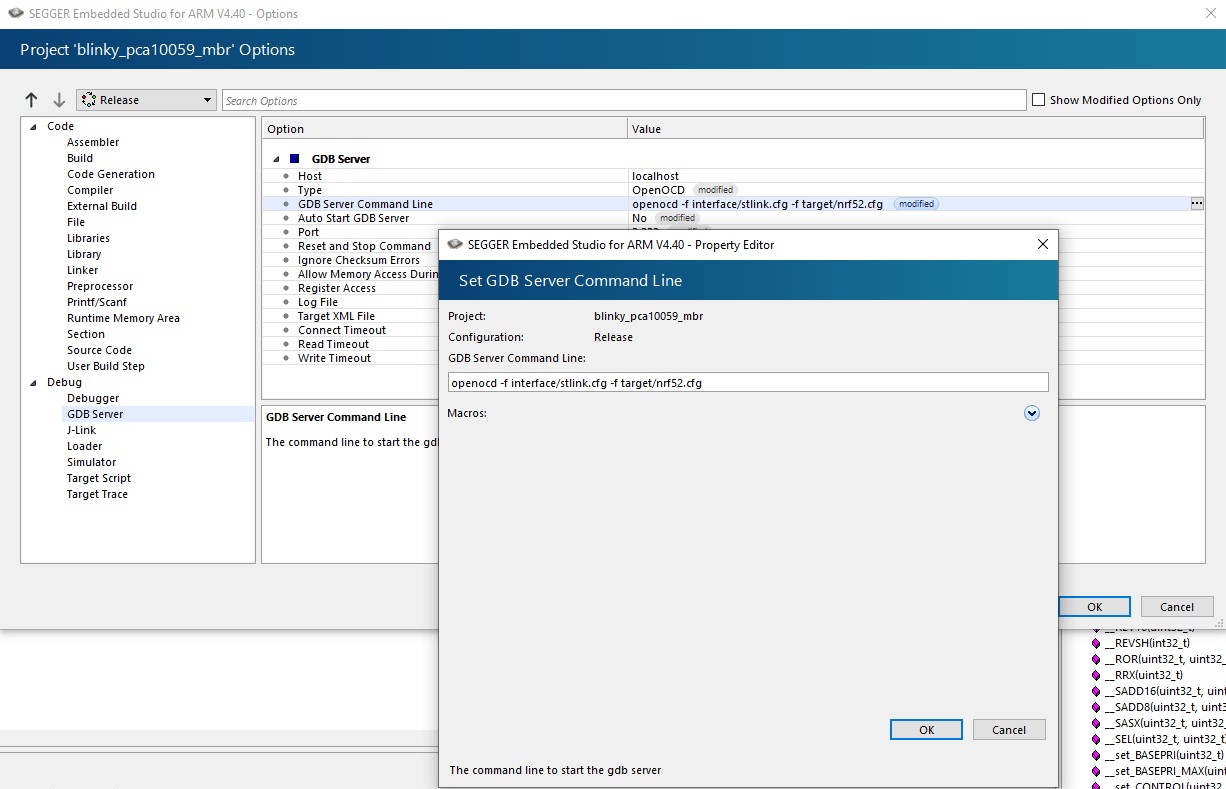 SEGGER Embedded Studio for ARM V4.40 - Options
Project 'blinky_pca10059_mbr' Options
Release
Search Options
Show Modified Options Only
Code
Assembler
Build
Code Generation
Compiler
External Build
File
Libraries
Library
Linker
Preprocessor
Printf/Scanf
Runtime Memory Area
Section
Source Code
User Build Step
Debug
Debugger
GDB Server
J-Link
Loader
Simulator
Target Script
Target Trace
Option Value
GDB Server
Host localhost
Type OpenOCD modified
GDB Server Command Line openocd -f interface/stlink.cfg -f target/nrf52.cfg modified
Auto Start GDB Server No modified
Port
Reset and Stop Command
Ignore Checksum Errors
Allow Memory Access Durin
Register Access
Log File
Target XML File
Connect Timeout
Read Timeout
Write Timeout
GDB Server Command Line
The command line to start the gd
OK Cancel
SEGGER Embedded Studio for ARM V4.40 - Property Editor
Set GDB Server Command Line
Project: blinky_pca10059_mbr
Configuration: Release
GDB Server Command Line:
openocd -f interface/stlink.cfg -f target/nrf52.cfg
Macros:
OK Cancel
The command line to start the gdb server
__REVSH(int32_t)
__ROR(uint32_t, uint32_
__RRX(uint32_t)
__SADD16(uint32_t, uint
__SADD8(uint32_t, uint3
__SASX(uint32_t, uint32_
__SEL(uint32_t, uint32_t)
__set_BASEPRI(uint32_t)
__set_BASEPRI_MAX(uint
__set_CONTROL(uint32_